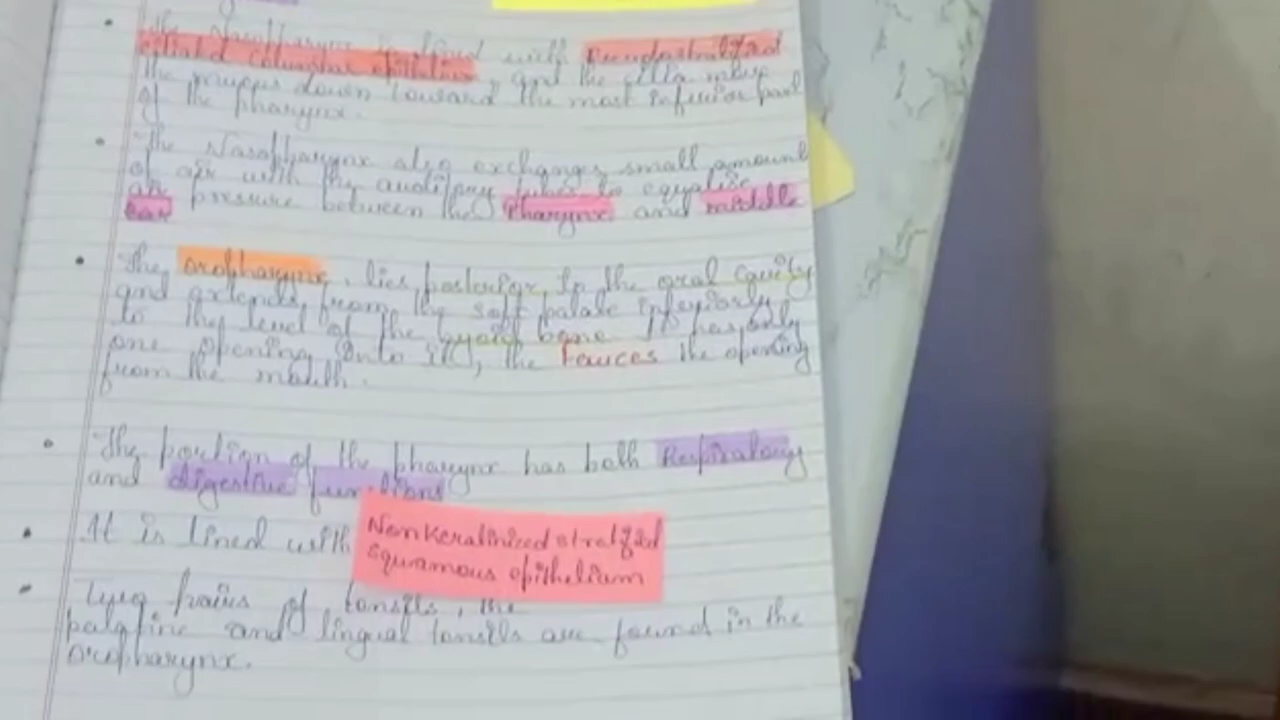 The Nasopharynx is lined with Pseudostratified
ciliated Columnar epithelium, and the cilia move
the mucus down toward the most inferior part
of the pharynx.
The Nasopharynx also exchanges small amount
of air with the auditory tubes to equalise
air pressure between the Pharynx and middle
Ear
The oropharynx, lies posterior to the oral Cavity
and extends from the soft palate inferiorly
to the level of the hyoid bone. It has only
one opening into it, the Fauces the opening
from the mouth.
The portion of the pharynx has both Respiratory
and digestive functions
It is lined with Non Keratinized stratified
squamous epithelium
pairs of tonsils, the
palatine and lingual tonsils are found in the
Oropharynx.